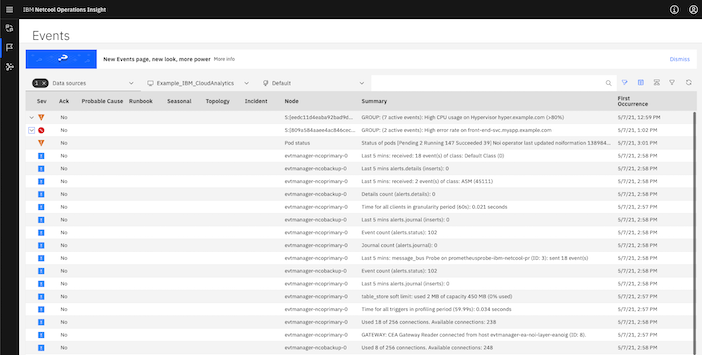 IBM Netcool Operations Insight
Events
New Events page, new look, more power More info Dismiss
1 × Data sources Example_IBM_CloudAnalytics Default
Sev Ack Probable Cause Runbook Seasonal Topology Incident Node Summary First Occurrence
No GROUP: (7 active events): High CPU usage on Hypervisor hyper.example.com (>80%) 5/7/21, 12:59 PM
No GROUP: (2 active events): High error rate on front-end-svc.myapp.example.com 5/7/21, 1:02 PM
No Pod status Status of pods [Pending 2 Running 147 Succeeded 39] Noi operator last updated noiformation 5/7/21, 3:01 PM
No evtmanager-ncoprimary-0 Last 5 mins: received: 18 event(s) of class: Default Class (0) 5/7/21, 2:58 PM
No evtmanager-ncobackup-0 Last 5 mins alerts.details (inserts): 0 5/7/21, 2:58 PM
No evtmanager-ncoprimary-0 Last 5 mins: received: 2 event(s) of class: ASM (45111) 5/7/21, 2:58 PM
No evtmanager-ncobackup-0 Details count (alerts.details): 0 5/7/21, 2:58 PM
No evtmanager-ncoprimary-0 Time for all clients in granularity period (60s): 0.021 seconds 5/7/21, 2:57 PM
No evtmanager-ncobackup-0 Last 5 mins alerts.journal (inserts): 0 5/7/21, 2:58 PM
No evtmanager-ncoprimary-0 Event count (alerts.status): 102 5/7/21, 2:58 PM
No evtmanager-ncobackup-0 Journal count (alerts.journal): 0 5/7/21, 2:58 PM
No evtmanager-ncoprimary-0 Last 5 mins: message_bus Probe on prometheusprobe-ibm-netcool-pr (ID: 3): sent 18 event(s) 5/7/21, 2:58 PM
No evtmanager-ncobackup-0 Event count (alerts.status): 102 5/7/21, 2:58 PM
No evtmanager-ncoprimary-0 Last 5 mins alerts.journal (inserts): 0 5/7/21, 2:58 PM
No evtmanager-ncobackup-0 table_store soft limit: used 2 MB of capacity 450 MB (0% used) 5/7/21, 2:58 PM
No evtmanager-ncoprimary-0 Time for all triggers in profiling period (59.99s): 0.034 seconds 5/7/21, 2:57 PM
No evtmanager-ncobackup-0 Used 18 of 256 connections. Available connections: 238 5/7/21, 2:58 PM
No evtmanager-ncoprimary-0 GATEWAY: CEA Gateway Reader connected from host (ID: 8). 5/7/21, 2:57 PM
No evtmanager-ncobackup-0 Used 8 of 256 connections. Available connections: 248 5/7/21, 2:58 PM